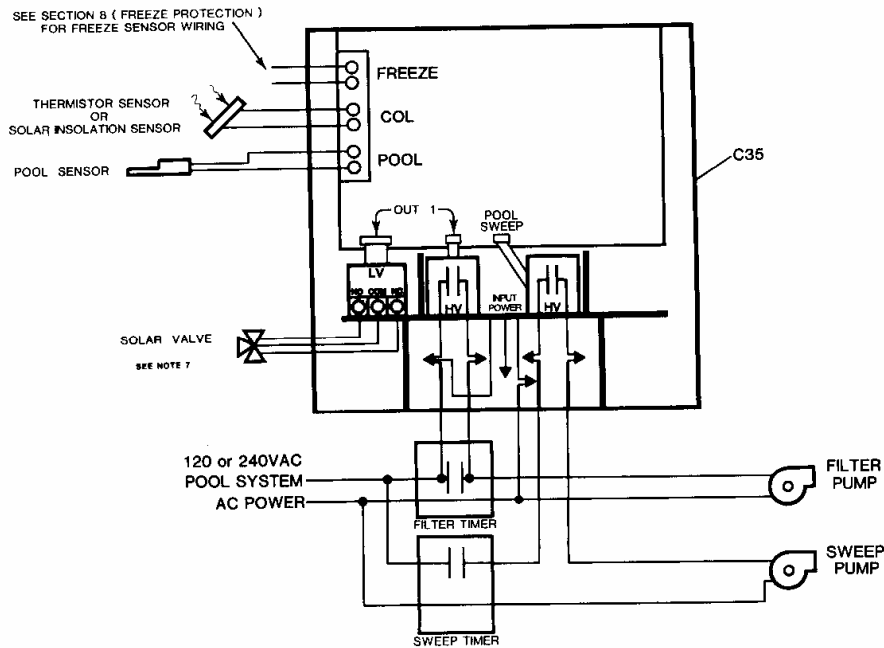 SEE SECTION 8 ( FREEZE PROTECTION )
FOR FREEZE SENSOR WIRING
FREEZE
THERMISTOR SENSOR
OR
SOLAR INSOLATION SENSOR
COL
POOL SENSOR
POOL
C35
OUT 1
POOL
SWEEP
LV
NO COM NC
HV
INPUT
POWER
HV
SOLAR VALVE
SEE NOTE 7
120 or 240VAC
POOL SYSTEM
AC POWER
FILTER TIMER
FILTER
PUMP
SWEEP
PUMP
SWEEP TIMER